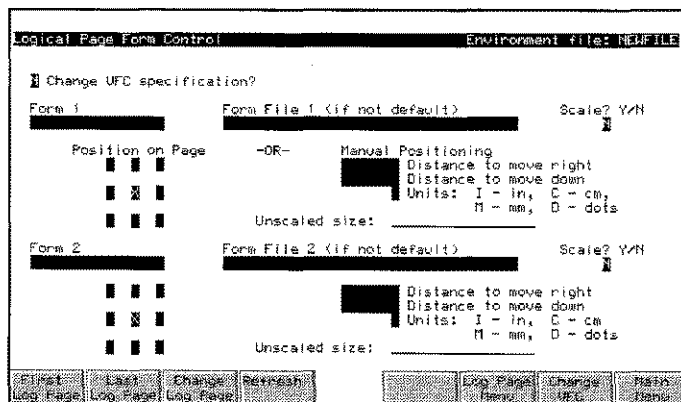 Logical Page Form Control Environment file: NEWFILE
N Change UFC specification?
Form 1 Form File 1 (if not default) Scale? Y/N
N
Position on Page -OR- Manual Positioning
Distance to move right
X Distance to move down
Units: I - in, C - cm,
M - mm, D - dots
Unscaled size:
Form 2 Form File 2 (if not default) Scale? Y/N
N
Distance to move right
X Distance to move down
Units: I - in, C - cm
M - mm, D - dots
Unscaled size:
First Log Page Last Log Page Change Log Page Refresh Log Page Menu Change UFC Main Menu